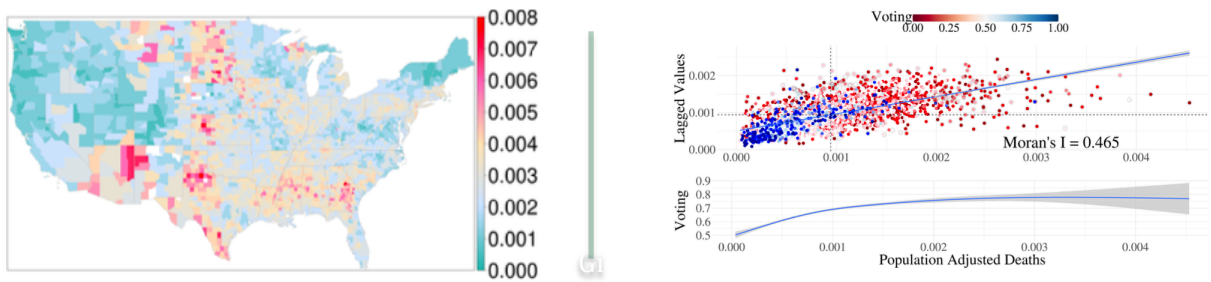 0.008
0.007
0.006
0.005
0.004
0.003
0.002
0.001
0.000
Gi
Voting
0.00 0.25 0.50 0.75 1.00
Lagged Values
0.002
0.001
0.000
Moran's I = 0.465
0.000 0.001 0.002 0.003 0.004
Voting
0.9
0.8
0.7
0.6
0.5
0.000 0.001 0.002 0.003 0.004
Population Adjusted Deaths